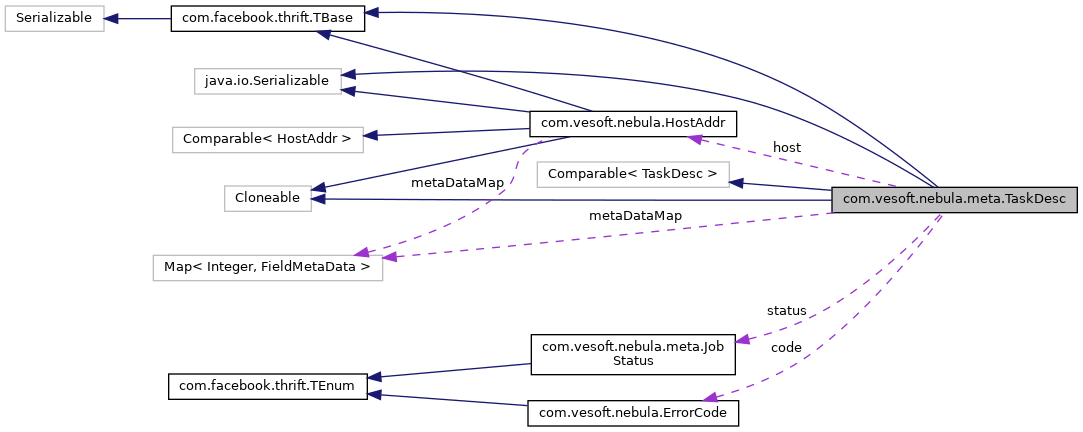 Serializable
com.facebook.thrift.TBase
java.io.Serializable
com.vesoft.nebula.HostAddr
Comparable< HostAddr >
host
Comparable< TaskDesc >
metaDataMap
Cloneable
com.vesoft.nebula.meta.TaskDesc
metaDataMap
Map< Integer, FieldMetaData >
status
com.vesoft.nebula.meta.Job
Status
code
com.facebook.thrift.TEnum
com.vesoft.nebula.ErrorCode